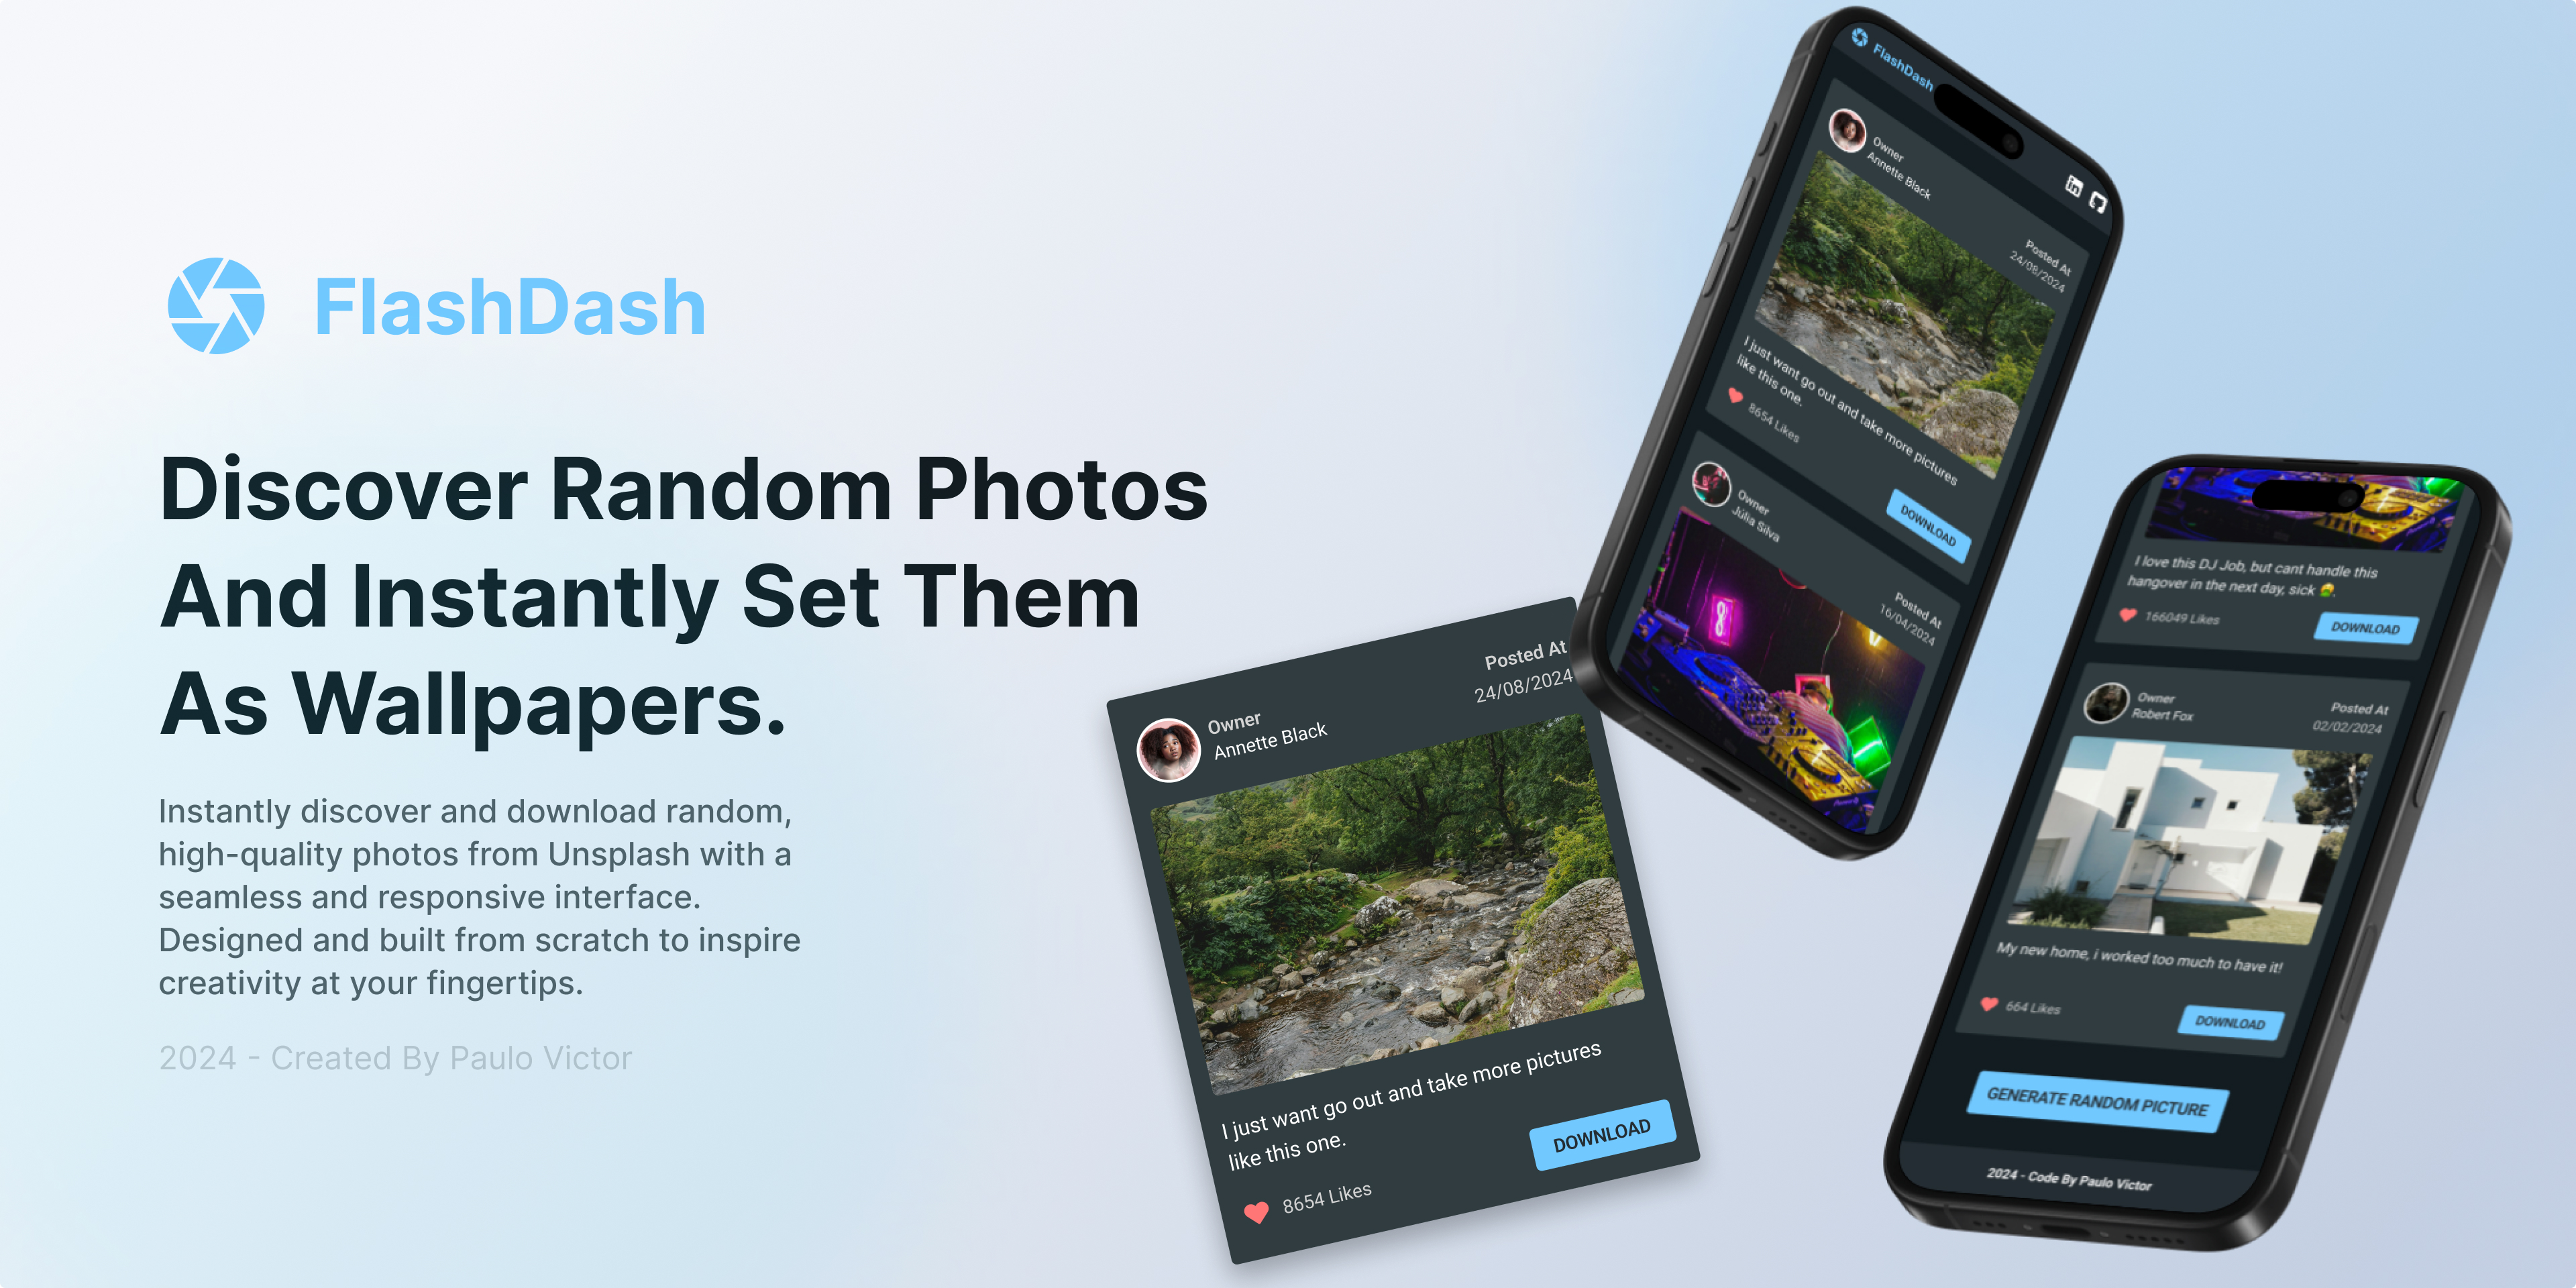 FlashDash
Discover Random Photos
And Instantly Set Them
As Wallpapers.
Instantly discover and download random,
high-quality photos from Unsplash with a
seamless and responsive interface.
Designed and built from scratch to inspire
creativity at your fingertips.
2024 - Created By Paulo Victor
Owner
Annette Black
Posted At
24/08/2024
I just want go out and take more pictures
like this one.
DOWNLOAD
8654 Likes
FlashDash
Owner
Annette Black
Posted At
24/08/2024
I just want go out and take more pictures
like this one.
8654 Likes
DOWNLOAD
Owner
Júlia Silva
Posted At
16/04/2024
I love this DJ Job, but cant handle this
hangover in the next day, sick 🤮.
166049 Likes
DOWNLOAD
Owner
Robert Fox
Posted At
02/02/2024
My new home, i worked too much to have it!
664 Likes
DOWNLOAD
GENERATE RANDOM PICTURE
2024 - Code By Paulo Victor